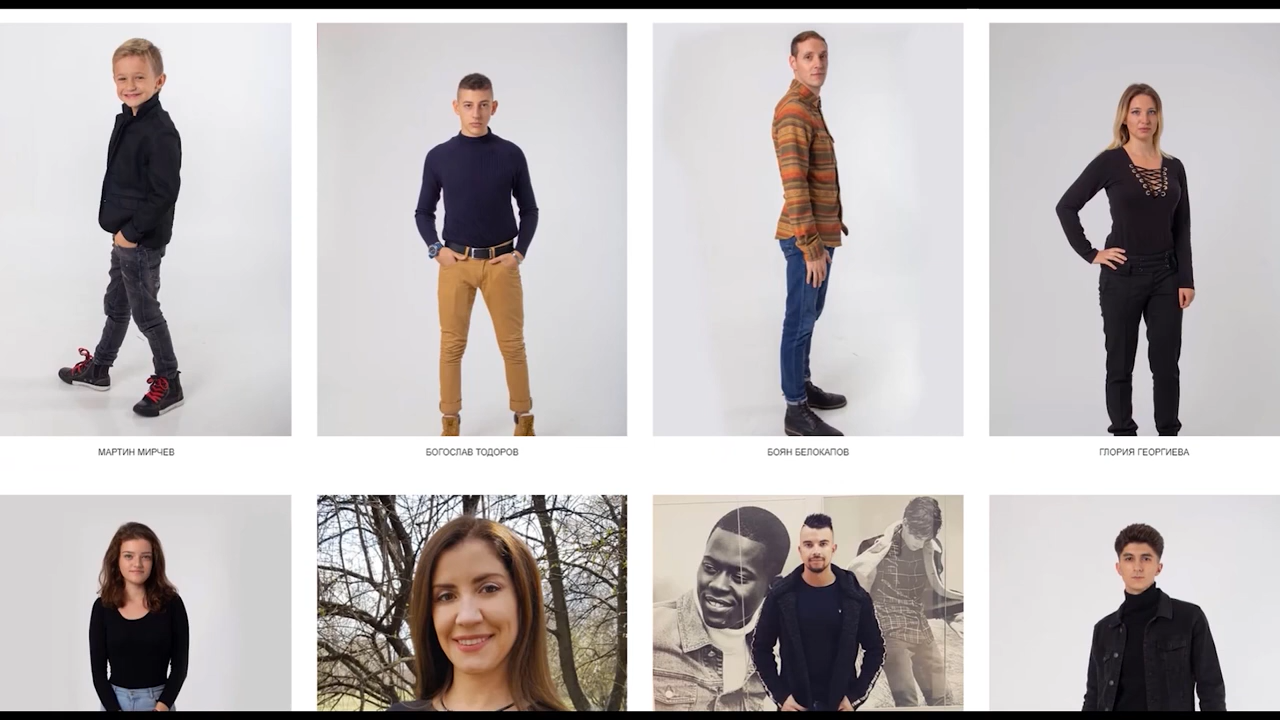 МАРТИН МИРЧЕВ
БОГОСЛАВ ТОДОРОВ
БОЯН БЕЛОКАПОВ
ГЛОРИЯ ГЕОРГИЕВА